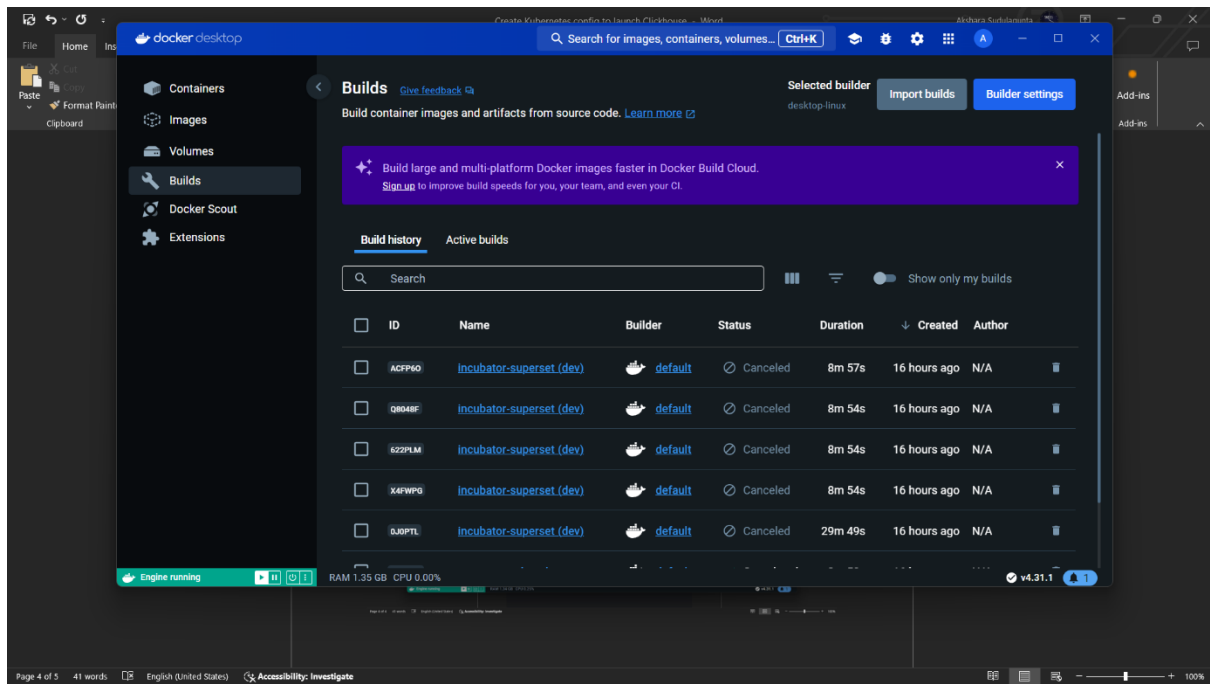 Create Kubernetes config to launch Clickhouse - Word
Akshara Sudulagunta
File Home Ins
Cut
Copy
Paste
Format Painte
Clipboard
Add-ins
Add-ins
docker desktop
Search for images, containers, volumes... Ctrl+K
A
Containers
Images
Volumes
Builds
Docker Scout
Extensions
Builds Give feedback
Build container images and artifacts from source code. Learn more
Selected builder
desktop-linux
Import builds
Builder settings
Build large and multi-platform Docker images faster in Docker Build Cloud.
Sign up to improve build speeds for you, your team, and even your CI.
Build history Active builds
Search
Show only my builds
ID Name Builder Status Duration Created Author
ACFP6O incubator-superset (dev) default Canceled 8m 57s 16 hours ago N/A
Q8O48F incubator-superset (dev) default Canceled 8m 54s 16 hours ago N/A
622PLM incubator-superset (dev) default Canceled 8m 54s 16 hours ago N/A
X4FWPG incubator-superset (dev) default Canceled 8m 54s 16 hours ago N/A
0J0PTL incubator-superset (dev) default Canceled 29m 49s 16 hours ago N/A
Engine running
RAM 1.35 GB CPU 0.00%
v4.31.1
1
Page 4 of 5 41 words English (United States) Accessibility: Investigate
100%